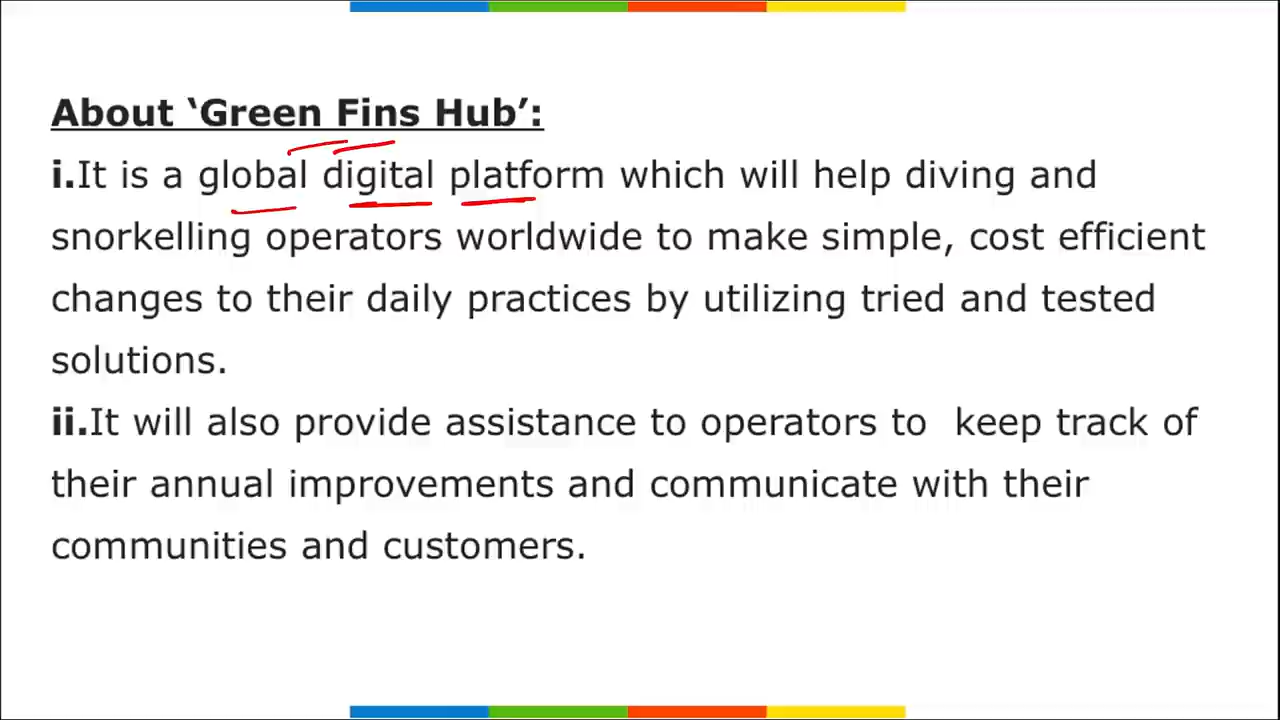 About ‘Green Fins Hub’:
i.It is a global digital platform which will help diving and
snorkelling operators worldwide to make simple, cost efficient
changes to their daily practices by utilizing tried and tested
solutions.
ii.It will also provide assistance to operators to  keep track of
their annual improvements and communicate with their
communities and customers.